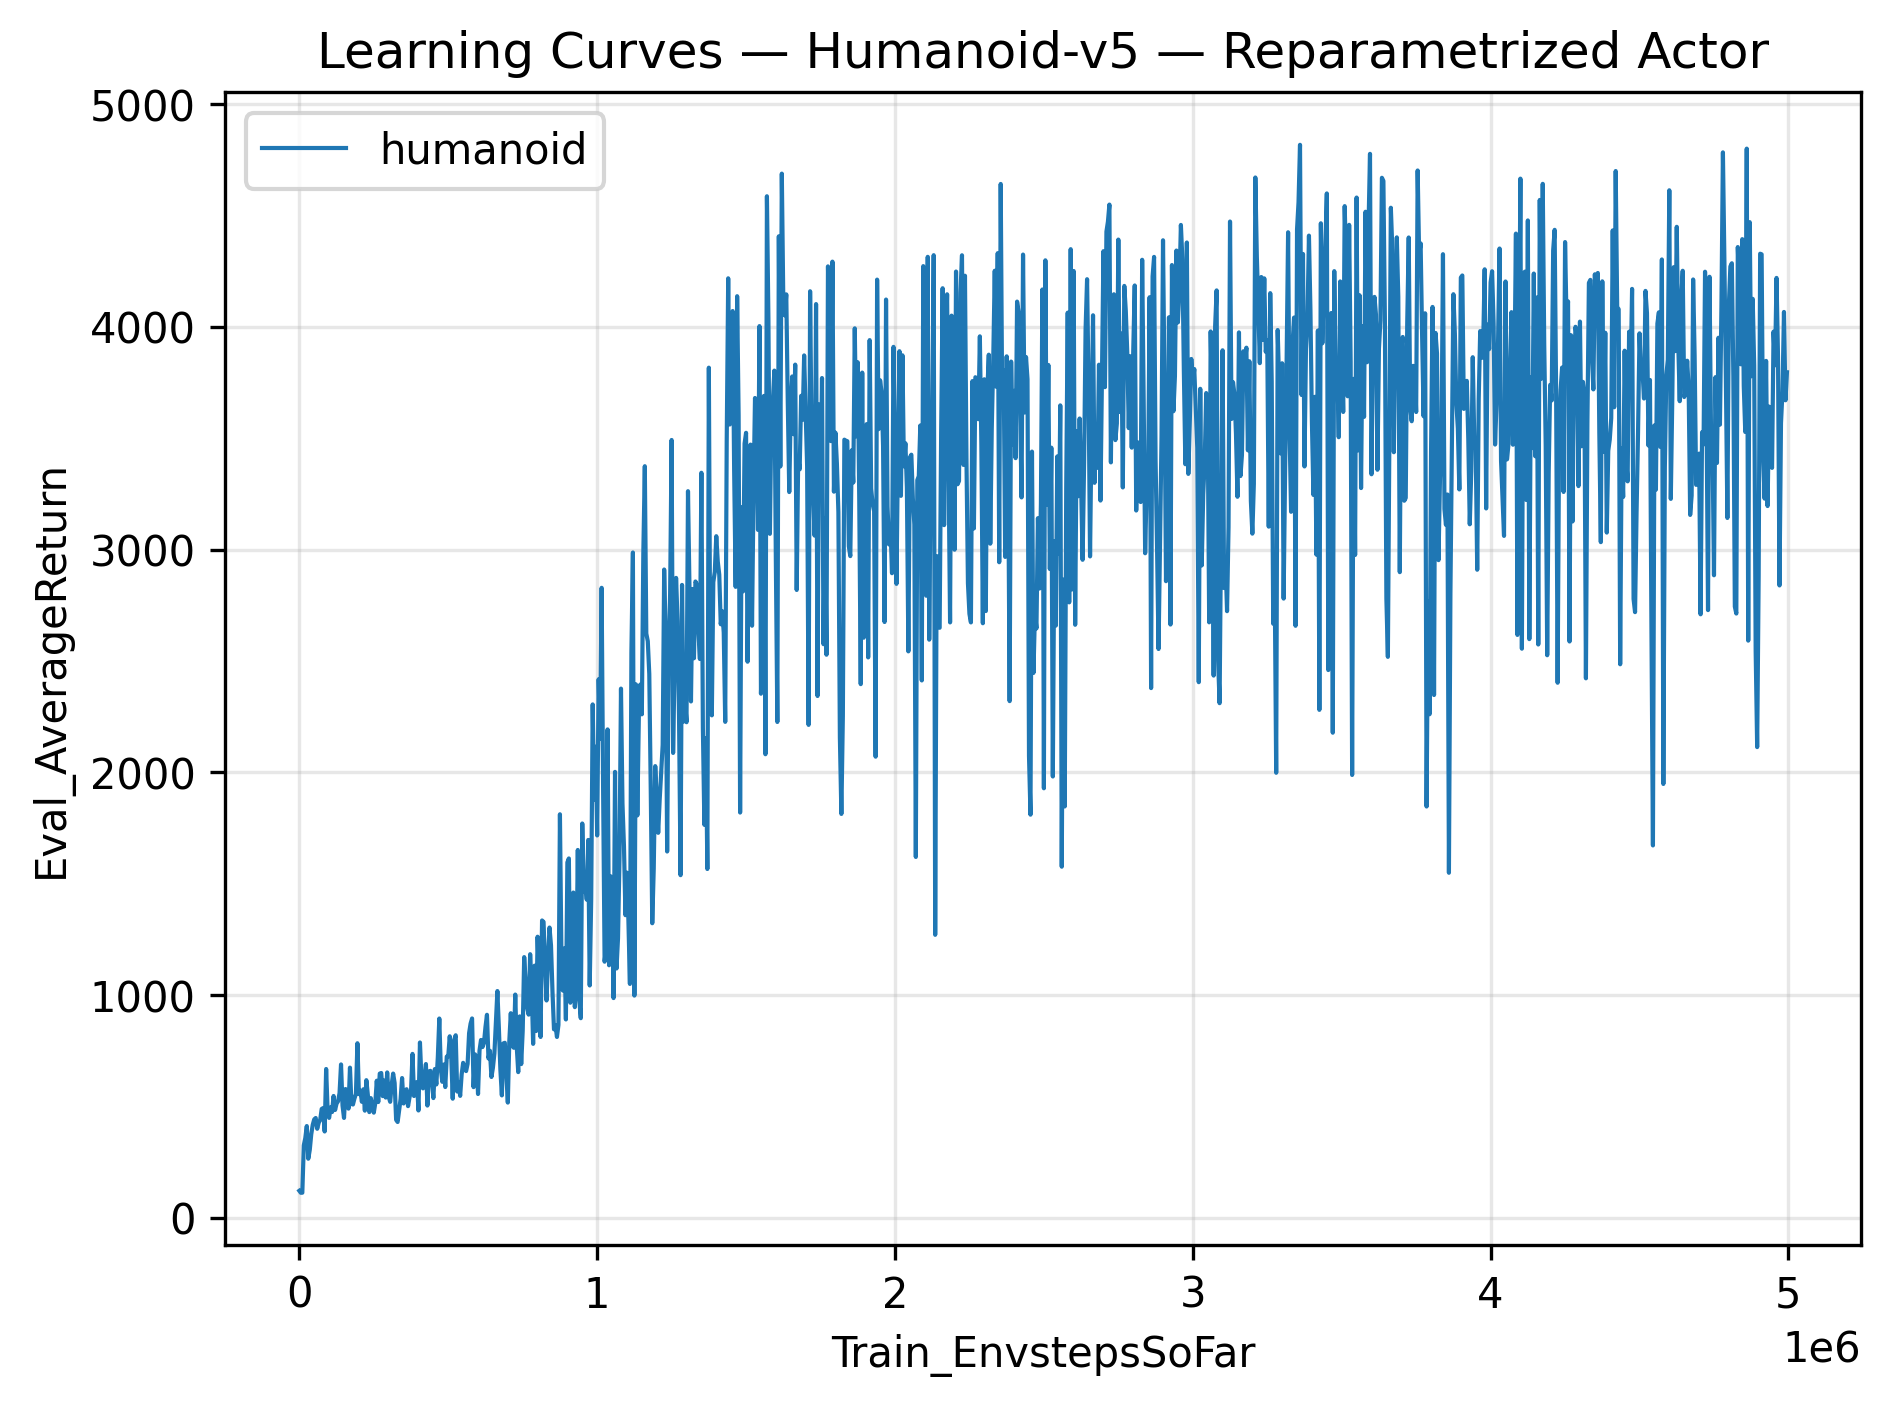 Learning Curves — Humanoid-v5 — Reparametrized Actor
humanoid
Eval_AverageReturn
5000
4000
3000
2000
1000
0
0 1 2 3 4 5
1e6
Train_EnvstepsSoFar